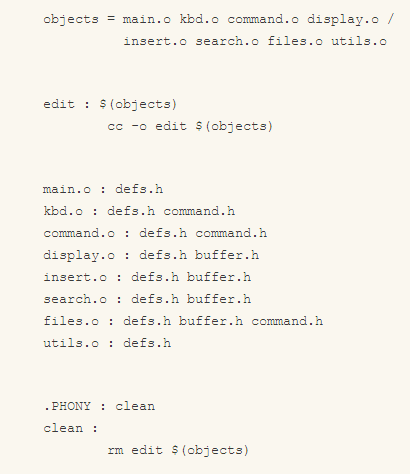 objects = main.o kbd.o command.o display.o /
insert.o search.o files.o utils.o
edit : $(objects)
cc -o edit $(objects)
main.o : defs.h
kbd.o : defs.h command.h
command.o : defs.h command.h
display.o : defs.h buffer.h
insert.o : defs.h buffer.h
search.o : defs.h buffer.h
files.o : defs.h buffer.h command.h
utils.o : defs.h
.PHONY : clean
clean :
rm edit $(objects)